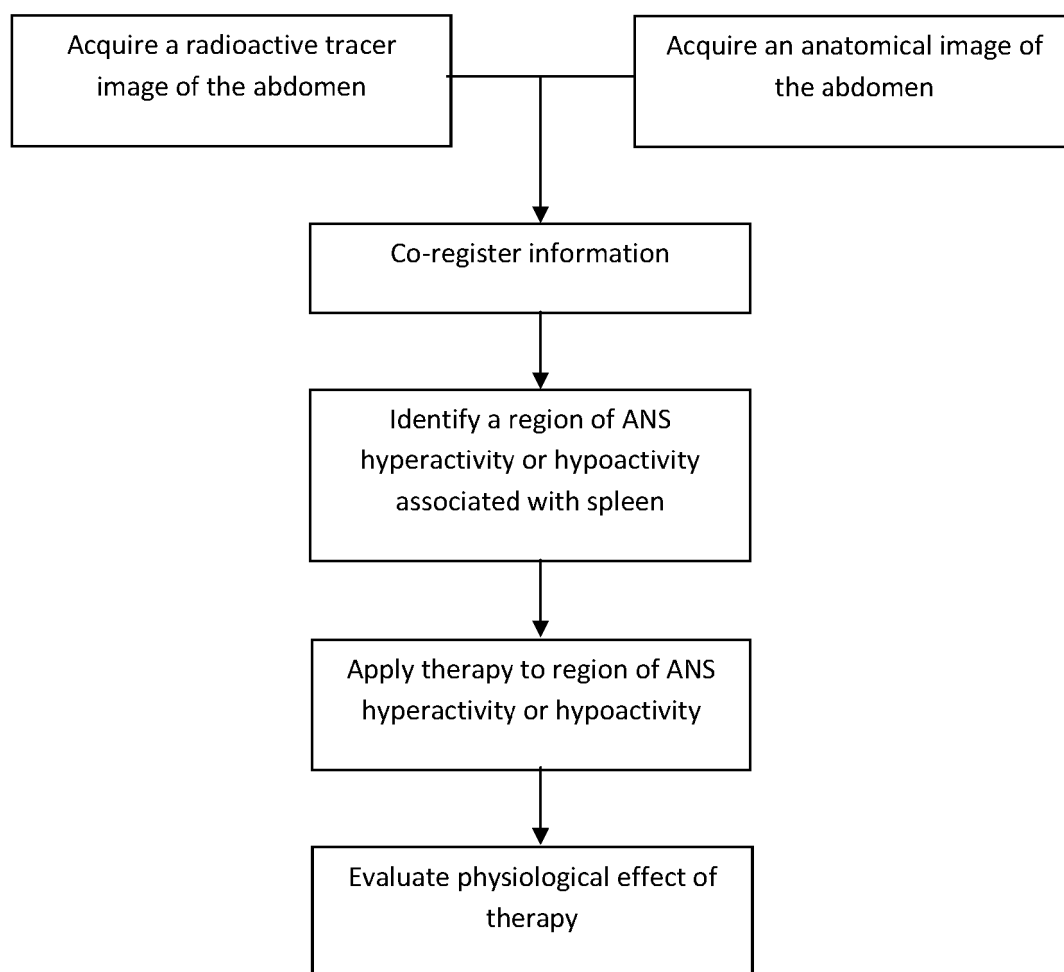 Acquire a radioactive tracer
image of the abdomen
Acquire an anatomical image of
the abdomen
Co-register information
Identify a region of ANS
hyperactivity or hypoactivity
associated with spleen
Apply therapy to region of ANS
hyperactivity or hypoactivity
Evaluate physiological effect of
therapy